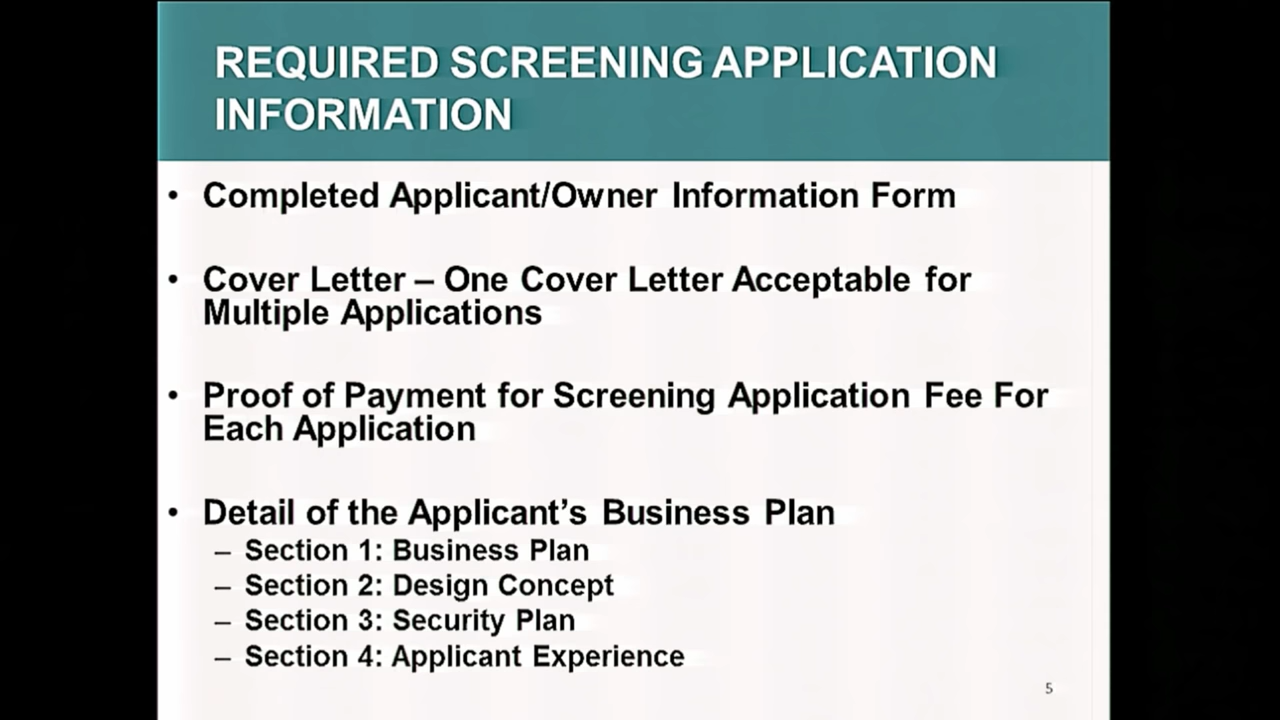 REQUIRED SCREENING APPLICATION
INFORMATION
• Completed Applicant/Owner Information Form
• Cover Letter – One Cover Letter Acceptable for
Multiple Applications
• Proof of Payment for Screening Application Fee For
Each Application
• Detail of the Applicant’s Business Plan
– Section 1: Business Plan
– Section 2: Design Concept
– Section 3: Security Plan
– Section 4: Applicant Experience
5